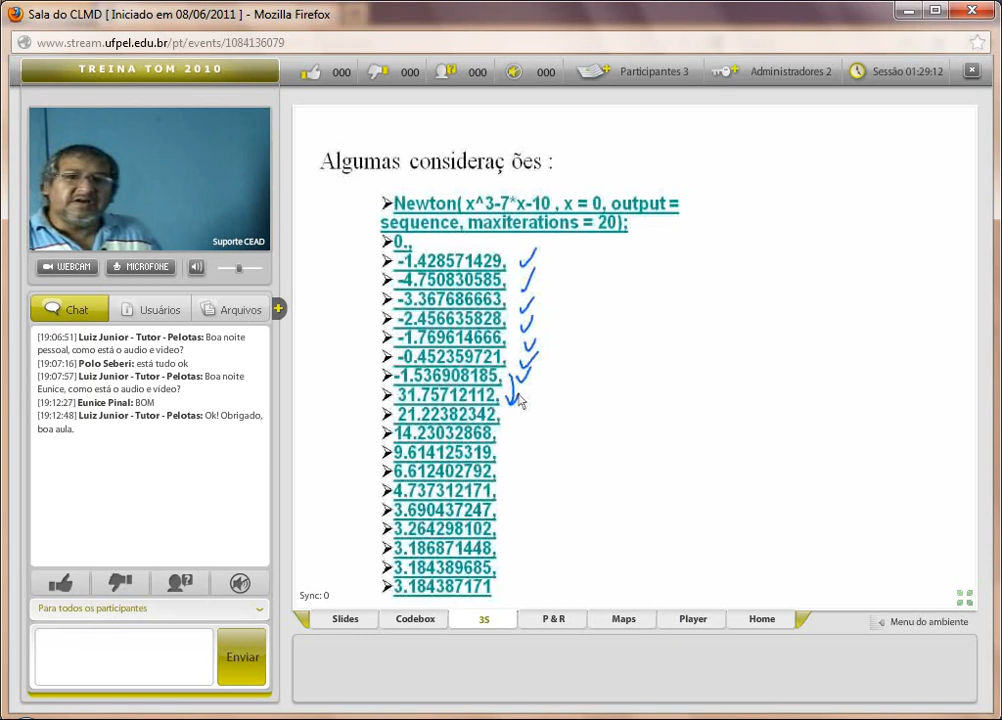 Sala do CLMD [ Iniciado em 08/06/2011 ] - Mozilla Firefox
www.stream.ufpel.edu.br/pt/events/1084136079
TREINA TOM 2010
000
000
000
000
Participantes 3
Administradores 2
Sessão 01:29:12
Suporte CEAD
WEBCAM
MICROFONE
Chat
Usuários
Arquivos
[19:06:51] Luiz Junior - Tutor - Pelotas: Boa noite
pessoal, como está o audio e video?
[19:07:16] Polo Seberi: está tudo ok
[19:07:57] Luiz Junior - Tutor - Pelotas: Boa noite
Eunice, como está o audio e vídeo?
[19:12:27] Eunice Pinal: BOM
[19:12:48] Luiz Junior - Tutor - Pelotas: Ok! Obrigado,
boa aula.
Para todos os participantes
Enviar
Algumas consideraç ões :
Newton( x^3-7*x-10 , x = 0, output =
sequence, maxiterations = 20);
0.,
-1.428571429,
-4.750830585,
-3.367686663,
-2.456635828,
-1.769614666,
-0.452359721,
-1.536908185,
31.75712112,
21.22382342,
14.23032868,
9.614125319,
6.612402792,
4.737312171,
3.690437247,
3.264298102,
3.186871448,
3.184389685,
3.184387171
Sync: 0
Slides
Codebox
3S
P & R
Maps
Player
Home
Menu do ambiente